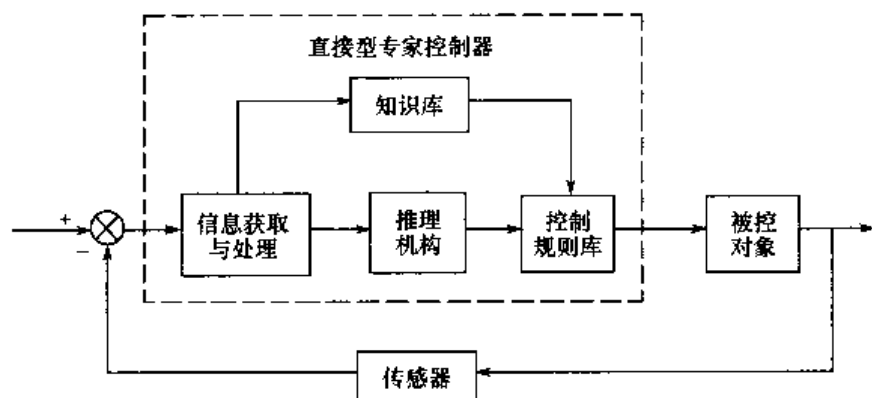 直接型专家控制器
知识库
+
−
信息获取
与处理
推理
机构
控制
规则库
被控
对象
传感器